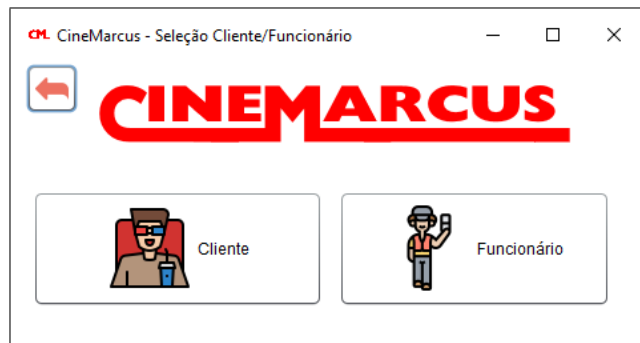 CM. CineMarcus - Seleção Cliente/Funcionário
CINEMARCUS
Cliente
Funcionário